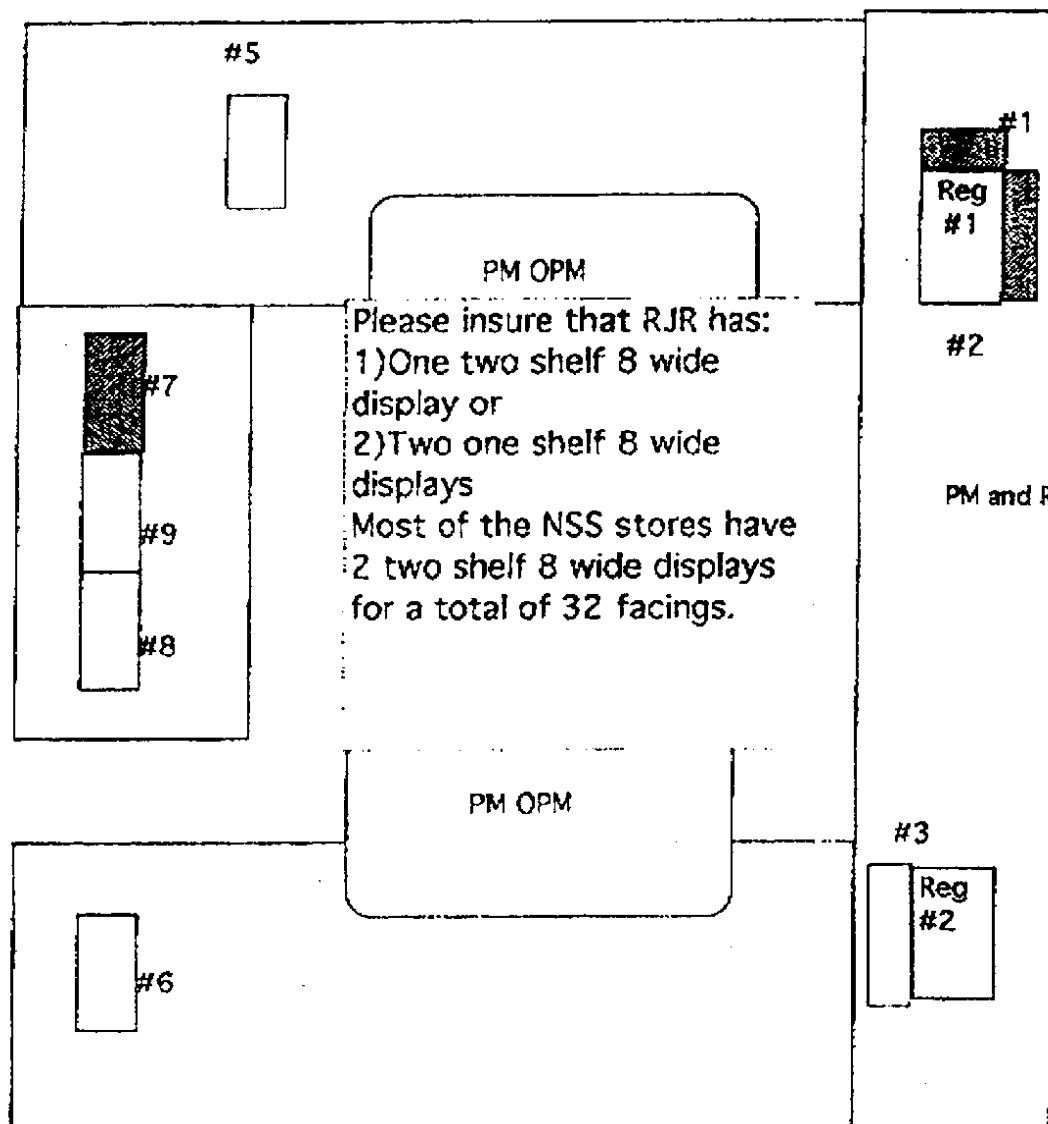 #5
#1
Reg
#1
PM OPM
Please insure that RJR has:
1)One two shelf 8 wide
display or
2)Two one shelf 8 wide
displays
Most of the NSS stores have
2 two shelf 8 wide displays
for a total of 32 facings.
#2
#7
#9
#8
PM and
PM OPM
#3
Reg
#2
#6